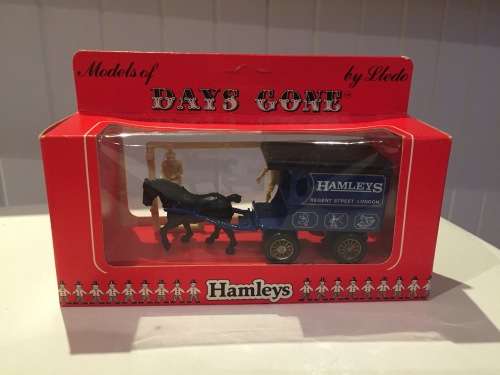 Models of
by Lledo
DAYS GONE
HAMLEYS
REGENT STREET, LONDON
Hamleys